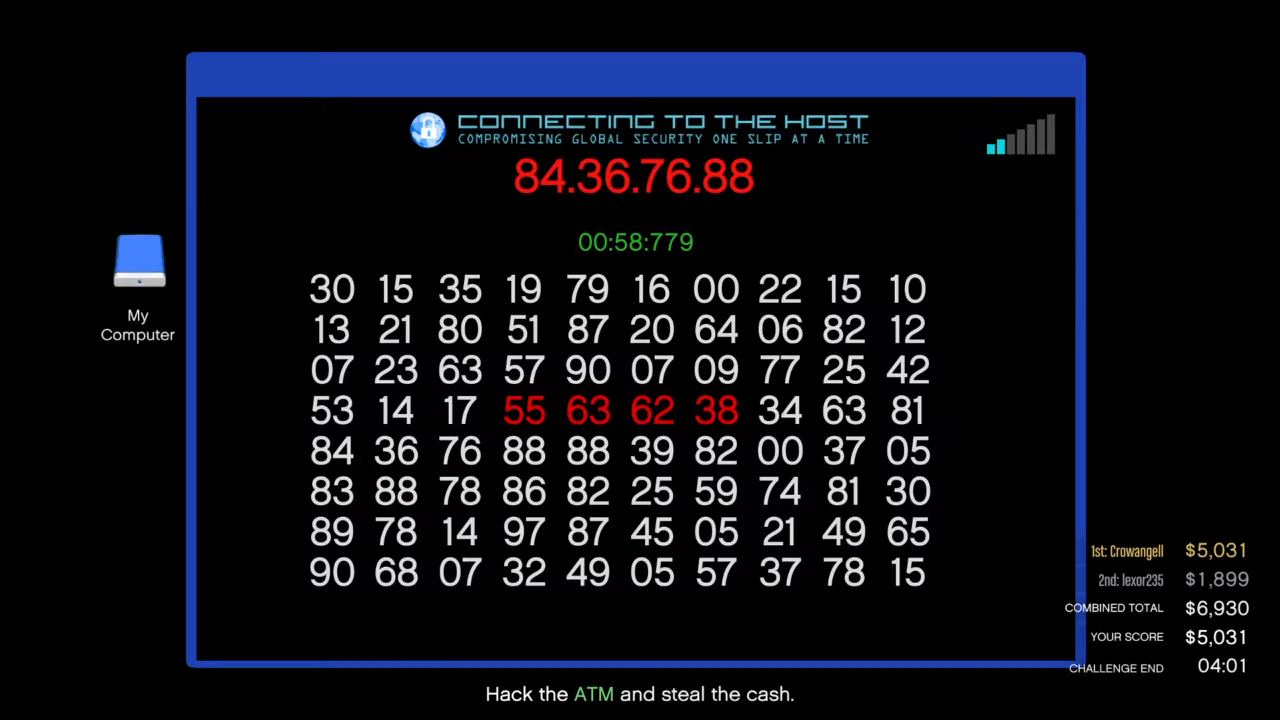 CONNECTING TO THE HOST
COMPROMISING GLOBAL SECURITY ONE SLIP AT A TIME
84.36.76.88
00:58:779
My
Computer
30 15 35 19 79 16 00 22 15 10
13 21 80 51 87 20 64 06 82 12
07 23 63 57 90 07 09 77 25 42
53 14 17 55 63 62 38 34 63 81
84 36 76 88 88 39 82 00 37 05
83 88 78 86 82 25 59 74 81 30
89 78 14 97 87 45 05 21 49 65
90 68 07 32 49 05 57 37 78 15
1st: Crowangell $5,031
2nd: lexor235 $1,899
COMBINED TOTAL $6,930
YOUR SCORE $5,031
CHALLENGE END 04:01
Hack the ATM and steal the cash.